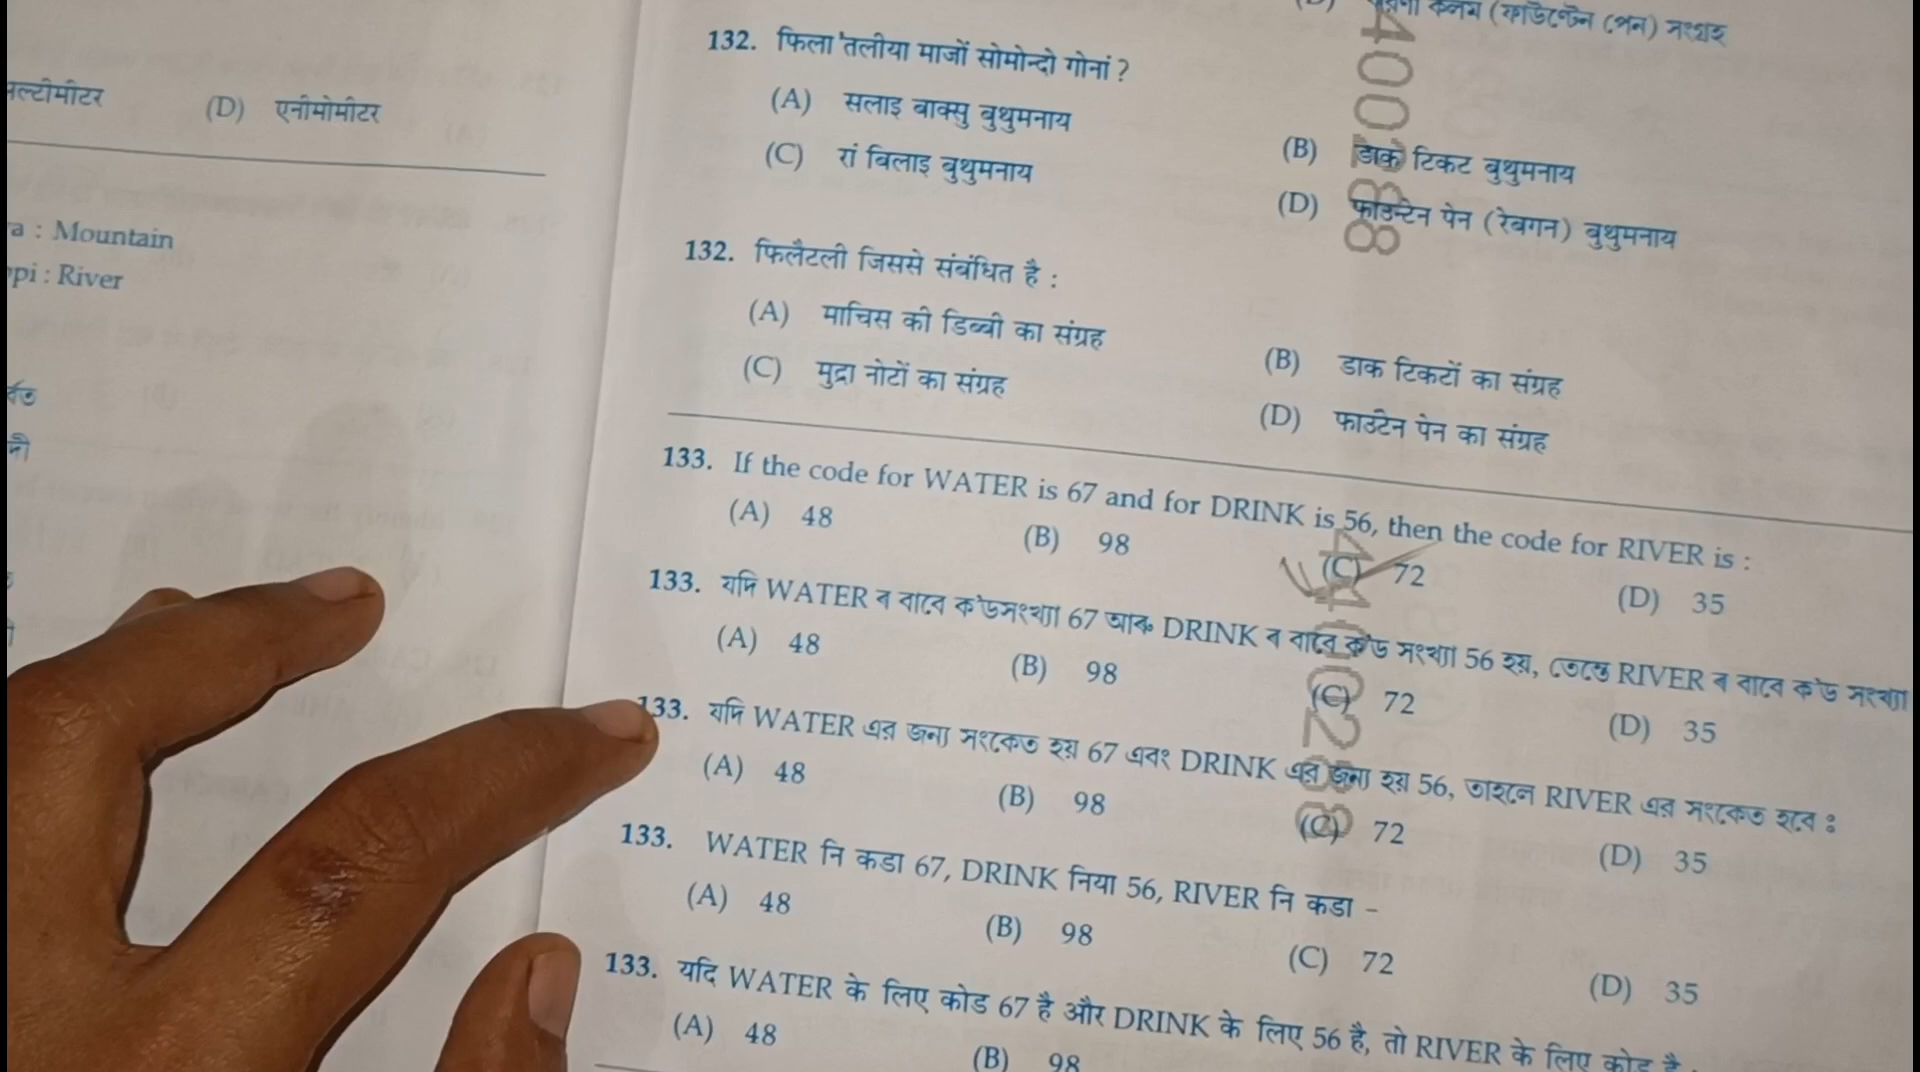 (D) एनीमोमीटर
: Mountain
: River
(फाউণ্টেন পেন) সংগ্ৰহ
132. फिला'तलीया माजों सोमोन्दो गोनां ?
(A) सलाइ बाक्सु बुथुमनाय
(B) डाक टिकट बुथुमनाय
(C) रां बिलाइ बुथुमनाय
(D) फाउन्टेन पेन (रेबगन) बुथुमनाय
132. फिलैटली जिससे संबंधित है :
(A) माचिस की डिब्बी का संग्रह
(B) डाक टिकटों का संग्रह
(C) मुद्रा नोटों का संग्रह
(D) फाउंटेन पेन का संग्रह
133. If the code for WATER is 67 and for DRINK is 56, then the code for RIVER is :
(A) 48 (B) 98 (C) 72 (D) 35
133. যদি WATER ৰ বাবে ক'ডসংখ্যা 67 আৰু DRINK ৰ বাবে ক'ড সংখ্যা 56 হয়, তেন্তে RIVER ৰ বাবে ক'ড সংখ্যা
(A) 48 (B) 98 (C) 72 (D) 35
133. যদি WATER এর জন্য সংকেত হয় 67 এবং DRINK এর জন্য হয় 56, তাহলে RIVER এর সংকেত হবে :
(A) 48 (B) 98 (C) 72 (D) 35
133. WATER नि कडा 67, DRINK निया 56, RIVER नि कडा -
(A) 48 (B) 98 (C) 72 (D) 35
133. यदि WATER के लिए कोड 67 है और DRINK के लिए 56 है, तो RIVER के लिए कोड है
(A) 48 (B) 98